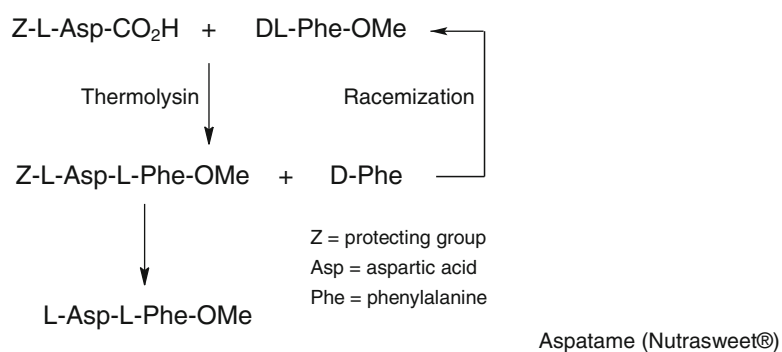 Z-L-Asp-CO₂H + DL-Phe-OMe
Thermolysin Racemization
Z-L-Asp-L-Phe-OMe + D-Phe
Z = protecting group
Asp = aspartic acid
Phe = phenylalanine
L-Asp-L-Phe-OMe
Aspatame (Nutrasweet®)